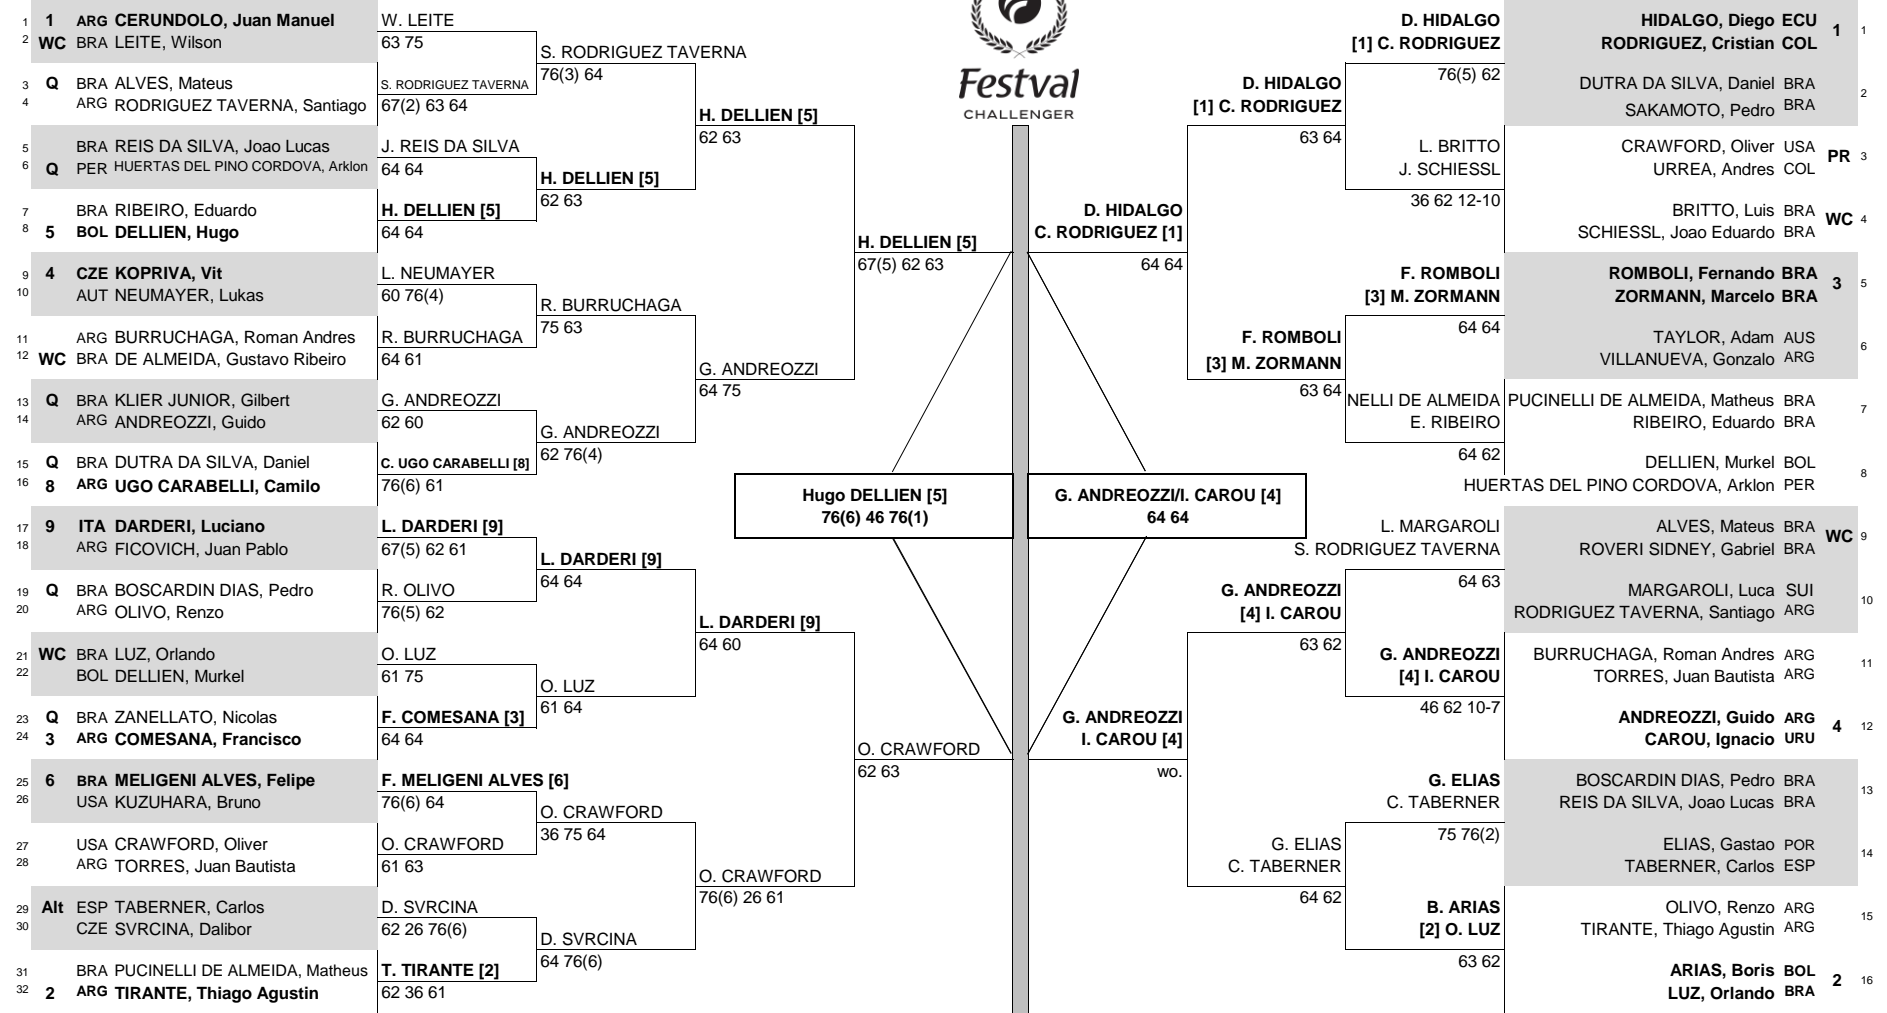 1 1 ARG CERUNDOLO, Juan Manuel
2 WC BRA LEITE, Wilson
3 Q BRA ALVES, Mateus
4 ARG RODRIGUEZ TAVERNA, Santiago
5 BRA REIS DA SILVA, Joao Lucas
6 Q PER HUERTAS DEL PINO CORDOVA, Arklon
7 BRA RIBEIRO, Eduardo
8 5 BOL DELLIEN, Hugo
9 4 CZE KOPRIVA, Vit
10 AUT NEUMAYER, Lukas
11 ARG BURRUCHAGA, Roman Andres
12 WC BRA DE ALMEIDA, Gustavo Ribeiro
13 Q BRA KLIER JUNIOR, Gilbert
14 ARG ANDREOZZI, Guido
15 Q BRA DUTRA DA SILVA, Daniel
16 8 ARG UGO CARABELLI, Camilo
17 9 ITA DARDERI, Luciano
18 ARG FICOVICH, Juan Pablo
19 Q BRA BOSCARDIN DIAS, Pedro
20 ARG OLIVO, Renzo
21 WC BRA LUZ, Orlando
22 BOL DELLIEN, Murkel
23 Q BRA ZANELLATO, Nicolas
24 3 ARG COMESANA, Francisco
25 6 BRA MELIGENI ALVES, Felipe
26 USA KUZUHARA, Bruno
27 USA CRAWFORD, Oliver
28 ARG TORRES, Juan Bautista
29 Alt ESP TABERNER, Carlos
30 CZE SVRCINA, Dalibor
31 BRA PUCINELLI DE ALMEIDA, Matheus
32 2 ARG TIRANTE, Thiago Agustin
W. LEITE
63 75
S. RODRIGUEZ TAVERNA
67(2) 63 64
J. REIS DA SILVA
64 64
H. DELLIEN [5]
64 64
L. NEUMAYER
60 76(4)
R. BURRUCHAGA
64 61
G. ANDREOZZI
62 60
C. UGO CARABELLI [8]
76(6) 61
L. DARDERI [9]
67(5) 62 61
R. OLIVO
76(5) 62
O. LUZ
61 75
F. COMESANA [3]
64 64
F. MELIGENI ALVES [6]
76(6) 64
O. CRAWFORD
61 63
D. SVRCINA
62 26 76(6)
T. TIRANTE [2]
62 36 61
S. RODRIGUEZ TAVERNA
76(3) 64
H. DELLIEN [5]
62 63
R. BURRUCHAGA
75 63
G. ANDREOZZI
62 76(4)
L. DARDERI [9]
64 64
O. LUZ
61 64
O. CRAWFORD
36 75 64
D. SVRCINA
64 76(6)
H. DELLIEN [5]
62 63
G. ANDREOZZI
64 75
L. DARDERI [9]
64 60
O. CRAWFORD
76(6) 26 61
H. DELLIEN [5]
67(5) 62 63
O. CRAWFORD
62 63
Hugo DELLIEN [5]
76(6) 46 76(1)
Festval
CHALLENGER
G. ANDREOZZI/I. CAROU [4]
64 64
D. HIDALGO
C. RODRIGUEZ [1]
64 64
G. ANDREOZZI
I. CAROU [4]
wo.
D. HIDALGO
[1] C. RODRIGUEZ
63 64
F. ROMBOLI
[3] M. ZORMANN
63 64
G. ANDREOZZI
[4] I. CAROU
63 62
G. ELIAS
C. TABERNER
64 62
D. HIDALGO
[1] C. RODRIGUEZ
76(5) 62
L. BRITTO
J. SCHIESSL
36 62 12-10
F. ROMBOLI
[3] M. ZORMANN
64 64
NELLI DE ALMEIDA
E. RIBEIRO
64 62
L. MARGAROLI
S. RODRIGUEZ TAVERNA
64 63
G. ANDREOZZI
[4] I. CAROU
46 62 10-7
G. ELIAS
C. TABERNER
75 76(2)
B. ARIAS
[2] O. LUZ
63 62
HIDALGO, Diego ECU
RODRIGUEZ, Cristian COL
1 1
DUTRA DA SILVA, Daniel BRA
SAKAMOTO, Pedro BRA
2
CRAWFORD, Oliver USA
URREA, Andres COL
PR 3
BRITTO, Luis BRA
SCHIESSL, Joao Eduardo BRA
WC 4
ROMBOLI, Fernando BRA
ZORMANN, Marcelo BRA
3 5
TAYLOR, Adam AUS
VILLANUEVA, Gonzalo ARG
6
PUCINELLI DE ALMEIDA, Matheus BRA
RIBEIRO, Eduardo BRA
7
DELLIEN, Murkel BOL
HUERTAS DEL PINO CORDOVA, Arklon PER
8
ALVES, Mateus BRA
ROVERI SIDNEY, Gabriel BRA
WC 9
MARGAROLI, Luca SUI
RODRIGUEZ TAVERNA, Santiago ARG
10
BURRUCHAGA, Roman Andres ARG
TORRES, Juan Bautista ARG
11
ANDREOZZI, Guido ARG
CAROU, Ignacio URU
4 12
BOSCARDIN DIAS, Pedro BRA
REIS DA SILVA, Joao Lucas BRA
13
ELIAS, Gastao POR
TABERNER, Carlos ESP
14
OLIVO, Renzo ARG
TIRANTE, Thiago Agustin ARG
15
ARIAS, Boris BOL
LUZ, Orlando BRA
2 16